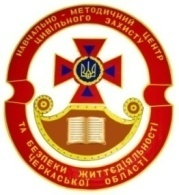 НАВЧАЛЬНО - МЕТОДИЧНИЙ ЦЕНТР
ЦИВІЛЬНОГО ЗАХИСТУ
ТА БЕЗПЕКИ ЖИТТЄДІЯЛЬНОСТІ
ЧЕРКАСЬКОЇ ОБЛАСТІ